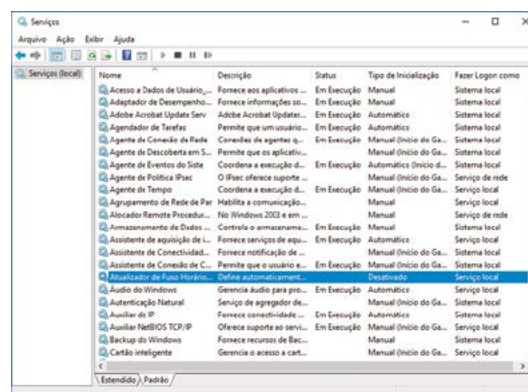 Serviços
Arquivo Ação Exibir Ajuda
Serviços (local)
Nome Descrição Status Tipo de Inicialização Fazer Logon como
Acesso a Dados de Usuário_... Fornece aos aplicativos ... Em Execução Manual Sistema local
Adaptador de Desempenho... Fornece informações so... Manual Sistema local
Adobe Acrobat Update Serv Adobe Acrobat Updater... Em Execução Automático Sistema local
Agendador de Tarefas Permite que um usuário... Em Execução Automático Sistema local
Agente de Conexão de Rede Conexões de agentes q... Em Execução Manual (Início do Ga... Sistema local
Agente de Descoberta em S... Permite que os aplicativ... Manual (Início do Ga... Sistema local
Agente de Eventos do Siste Coordena a execução d... Em Execução Automático (Início d... Sistema local
Agente de Política IPsec O IPsec oferece suporte ... Manual (Início do Ga... Serviço de rede
Agente de Tempo Coordena a execução d... Em Execução Manual (Início do Ga... Serviço local
Agrupamento de Rede de Par Habilita a comunicação... Manual Serviço local
Alocador Remote Procedur... No Windows 2003 e em ... Manual Serviço de rede
Armazenamento de Dados ... Controla o armazename... Em Execução Manual Sistema local
Assistente de aquisição de i... Fornece serviços de aqu... Em Execução Automático Serviço local
Assistente de Conectividad... Fornece notificação de ... Manual (Início do Ga... Sistema local
Assistente de Conexão de C... Permite que o usuário e... Em Execução Manual (Início do Ga... Sistema local
Atualizador de Fuso Horário... Define automaticament... Desativado Serviço local
Áudio do Windows Gerencia áudio para pro... Em Execução Automático Serviço local
Autenticação Natural Serviço de agregador de... Manual (Início do Ga... Sistema local
Auxiliar de IP Fornece conectividade ... Em Execução Automático Sistema local
Auxiliar NetBIOS TCP/IP Oferece suporte ao servi... Em Execução Manual (Início do Ga... Serviço local
Backup do Windows Fornece recursos de Bac... Manual Sistema local
Cartão inteligente Gerencia o acesso a cart... Manual (Início do Ga... Serviço local
Estendido Padrão